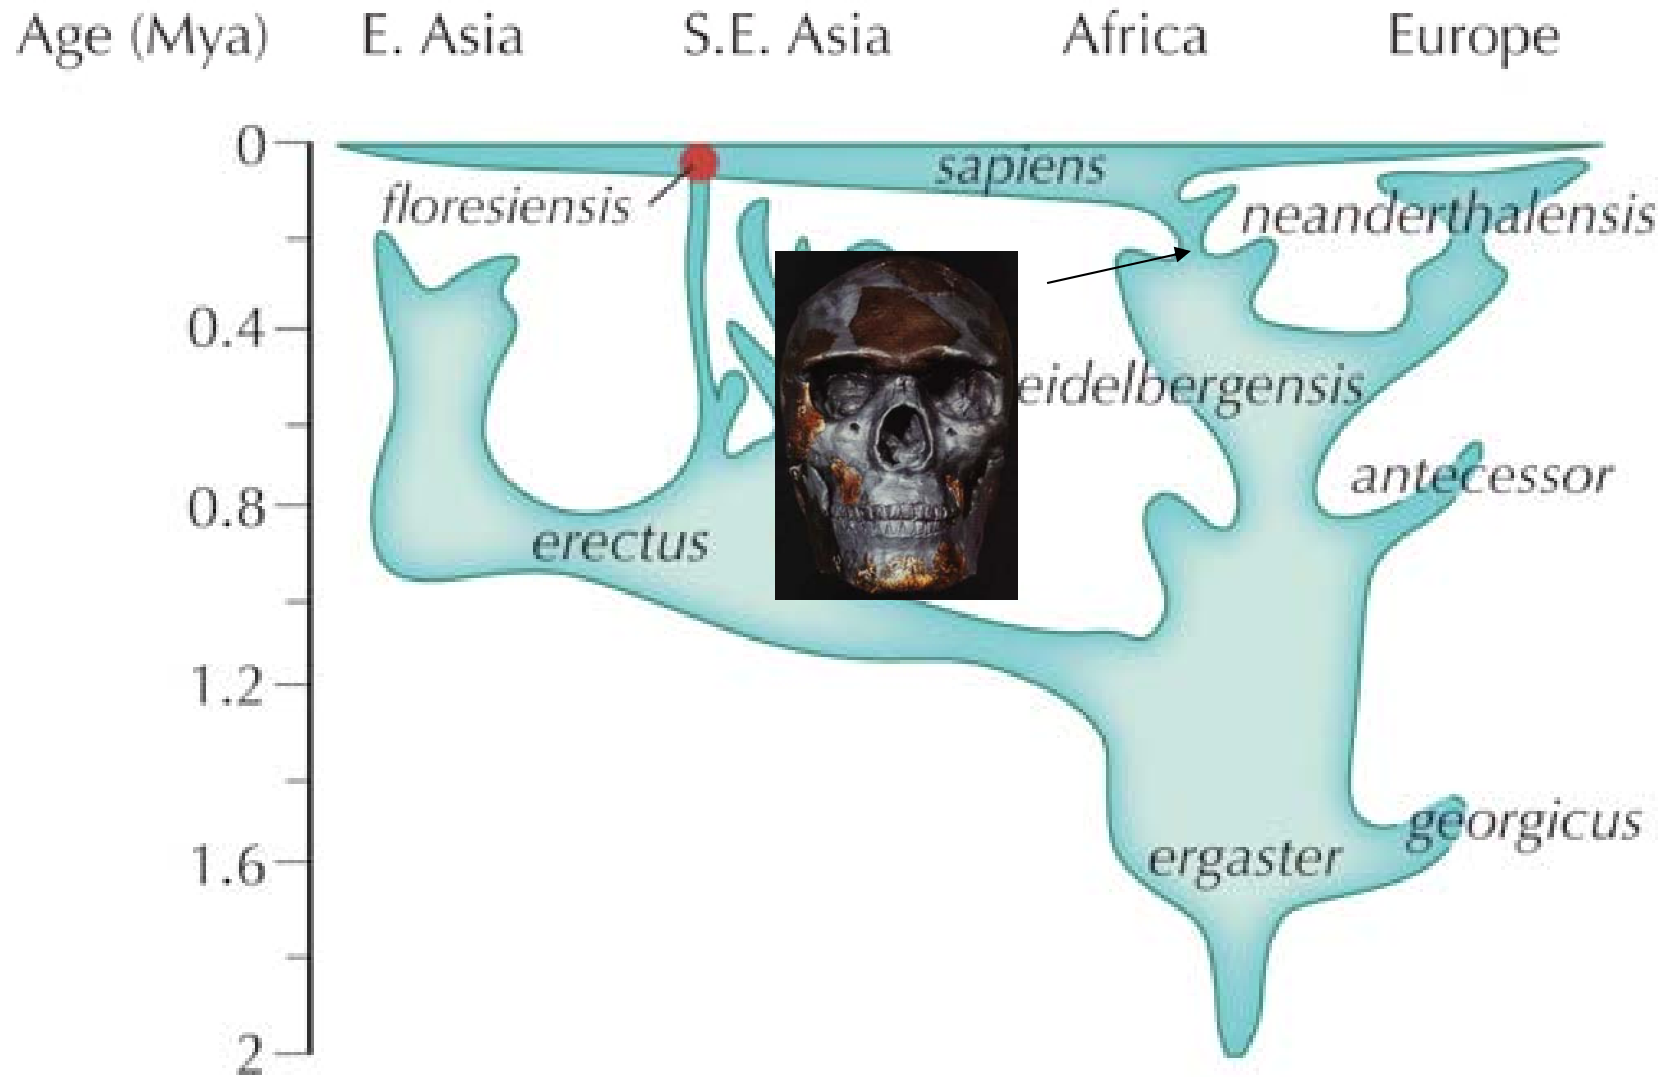 Age (Mya) E. Asia S.E. Asia Africa Europe
0
sapiens
floresiensis
neanderthalensis
0.4
eidelbergensis
antecessor
0.8
erectus
1.2
georgicus
1.6
ergaster
2